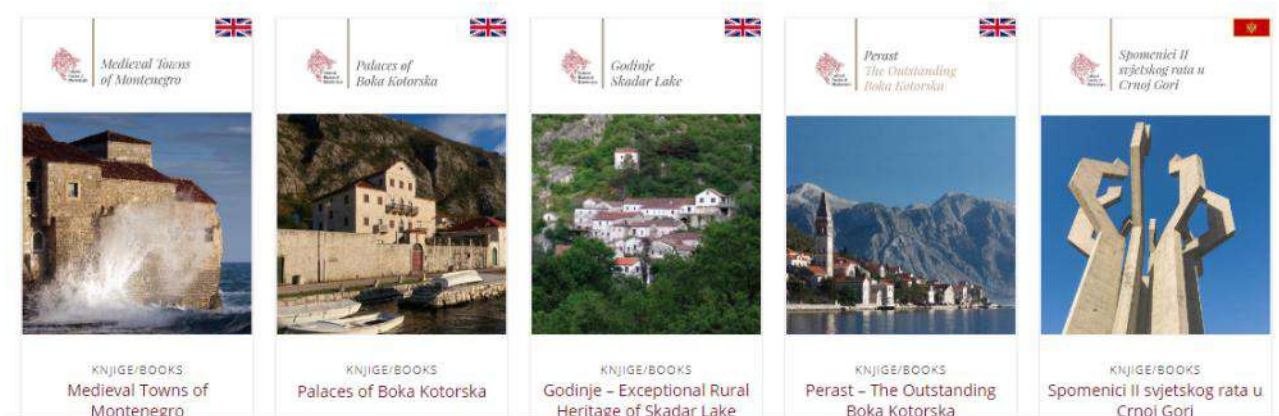 Medieval Towns
of Montenegro
Palaces of
Boka Kotorska
Godinje
Skadar Lake
Perast
The Outstanding
Boka Kotorska
Spomenici II
svjetskog rata u
Crnoj Gori
KNJIGE/BOOKS
Medieval Towns of
Montenegro
KNJIGE/BOOKS
Palaces of Boka Kotorska
KNJIGE/BOOKS
Godinje – Exceptional Rural
Heritage of Skadar Lake
KNJIGE/BOOKS
Perast – The Outstanding
Boka Kotorska
KNJIGE/BOOKS
Spomenici II svjetskog rata u
Crnoj Gori